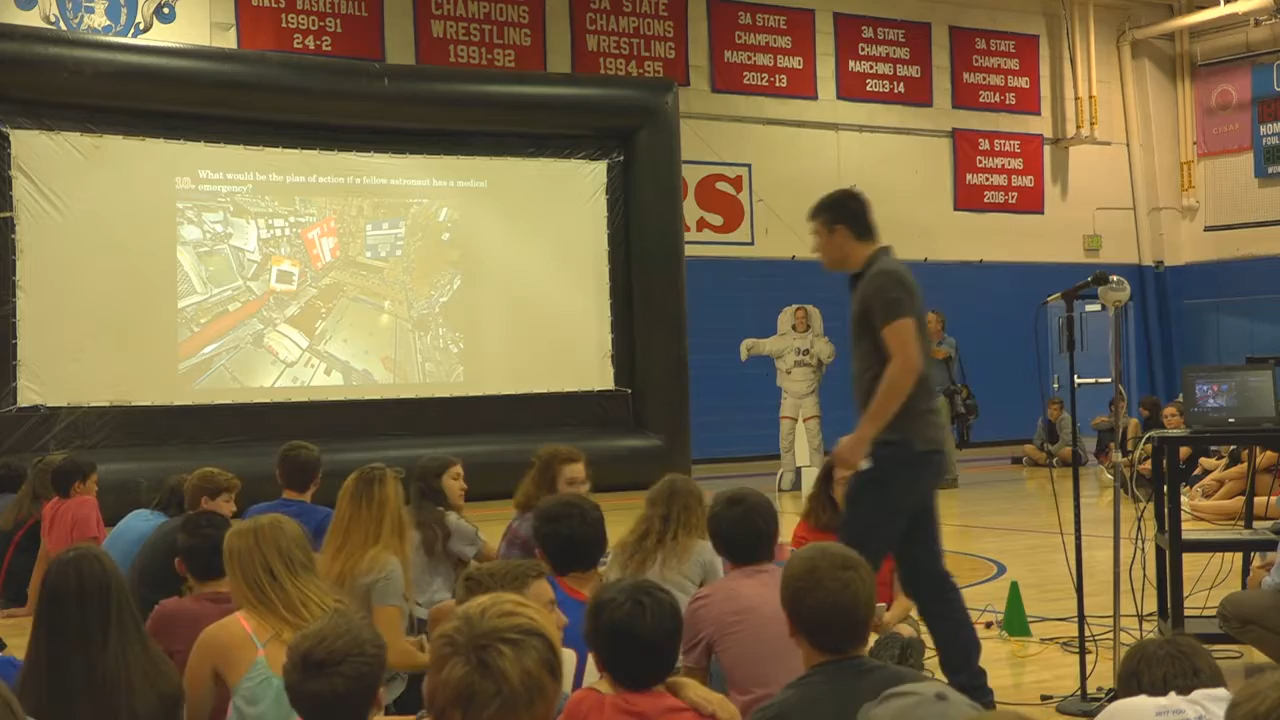 GIRLS BASKETBALL
1990-91
24-2
CHAMPIONS
WRESTLING
1991-92
3A STATE
CHAMPIONS
WRESTLING
1994-95
3A STATE
CHAMPIONS
MARCHING BAND
2012-13
3A STATE
CHAMPIONS
MARCHING BAND
2013-14
3A STATE
CHAMPIONS
MARCHING BAND
2014-15
3A STATE
CHAMPIONS
MARCHING BAND
2016-17
RS
10. What would be the plan of action if a fellow astronaut has a medical
emergency?